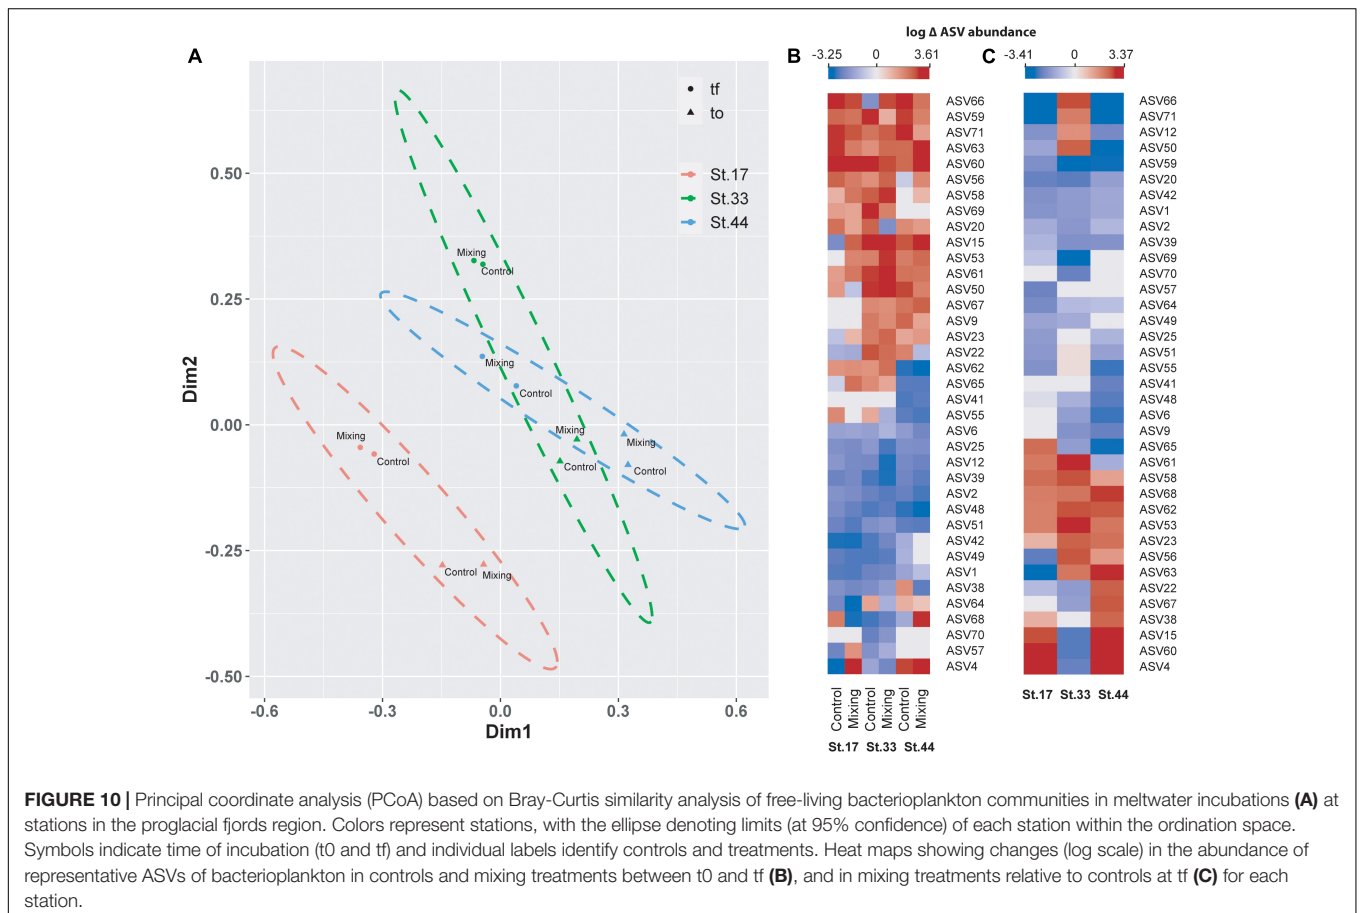 A
tf
to
St.17
St.33
St.44
Mixing
Control
Mixing
Control
Mixing
Control
Mixing
Control
Mixing
Control
Control
Mixing
0.50
0.25
0.00
-0.25
-0.50
Dim2
-0.6
-0.3
0.0
0.3
0.6
Dim1
log Δ ASV abundance
B
-3.25 0 3.61
ASV66
ASV59
ASV71
ASV63
ASV60
ASV56
ASV58
ASV69
ASV20
ASV15
ASV53
ASV61
ASV50
ASV67
ASV9
ASV23
ASV22
ASV62
ASV65
ASV41
ASV55
ASV6
ASV25
ASV12
ASV39
ASV2
ASV48
ASV51
ASV42
ASV49
ASV1
ASV38
ASV64
ASV68
ASV70
ASV57
ASV4
Control
Mixing
Control
Mixing
Control
Mixing
St.17 St.33 St.44
C
-3.41 0 3.37
ASV66
ASV71
ASV12
ASV50
ASV59
ASV20
ASV42
ASV1
ASV2
ASV39
ASV69
ASV70
ASV57
ASV64
ASV49
ASV25
ASV51
ASV55
ASV41
ASV48
ASV6
ASV9
ASV65
ASV61
ASV58
ASV68
ASV62
ASV53
ASV23
ASV56
ASV63
ASV22
ASV67
ASV38
ASV15
ASV60
ASV4
St.17 St.33 St.44
FIGURE 10 | Principal coordinate analysis (PCoA) based on Bray-Curtis similarity analysis of free-living bacterioplankton communities in meltwater incubations (A) at
stations in the proglacial fjords region. Colors represent stations, with the ellipse denoting limits (at 95% confidence) of each station within the ordination space.
Symbols indicate time of incubation (t0 and tf) and individual labels identify controls and treatments. Heat maps showing changes (log scale) in the abundance of
representative ASVs of bacterioplankton in controls and mixing treatments between t0 and tf (B), and in mixing treatments relative to controls at tf (C) for each
station.